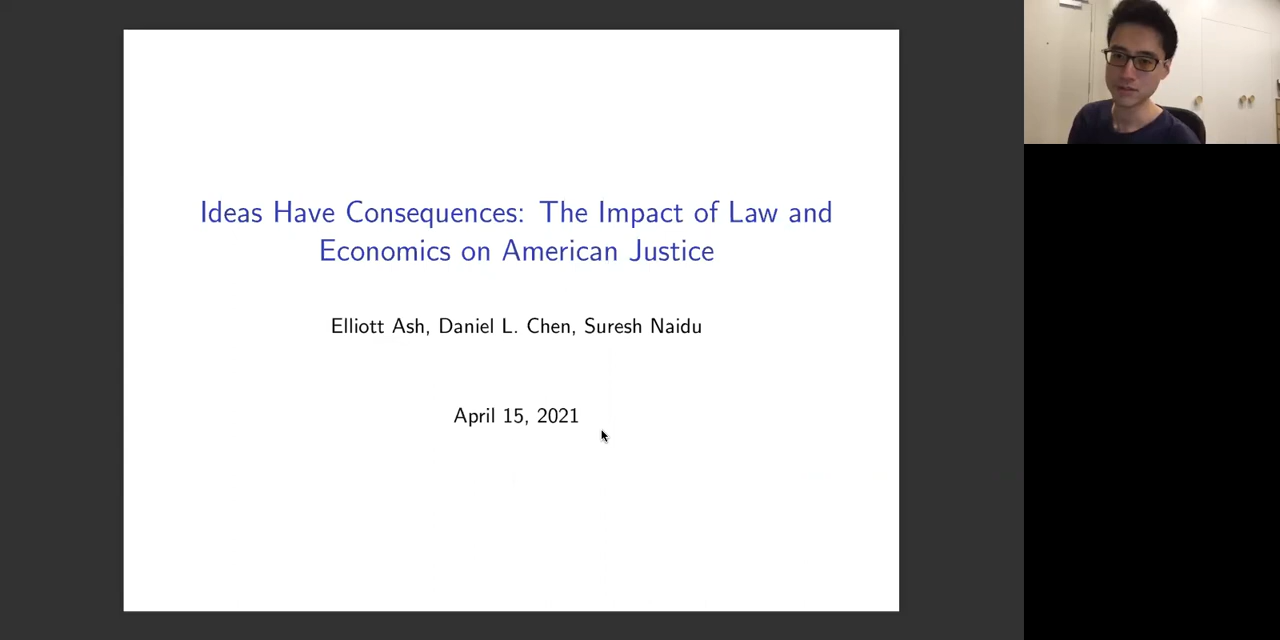 Ideas Have Consequences: The Impact of Law and
Economics on American Justice
Elliott Ash, Daniel L. Chen, Suresh Naidu
April 15, 2021